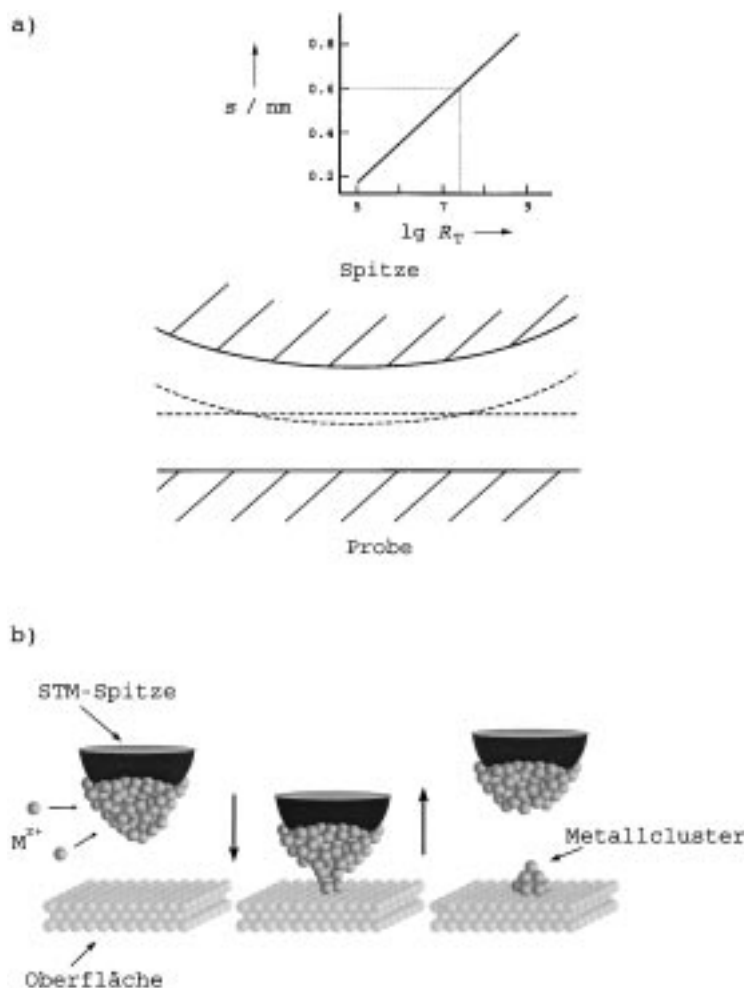 a)
0.8
0.6
s / nm
0.4
0.2
5 7 9
lg R_T
Spitze
Probe
b)
STM-Spitze
M^z+
Metallcluster
Oberfläche